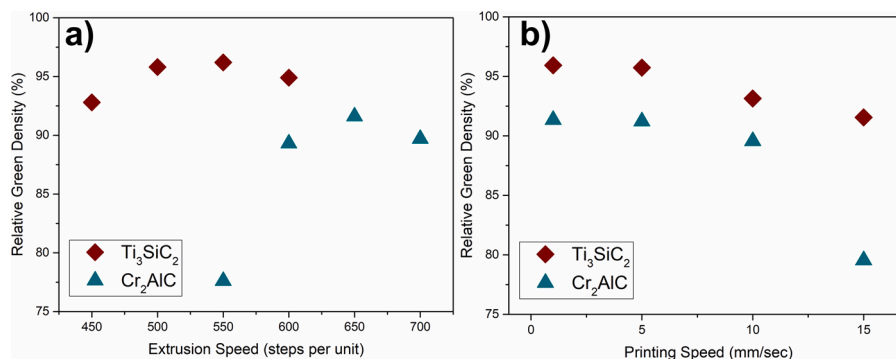 a)
Relative Green Density (%)
100
95
90
85
80
75
Ti₃SiC₂
Cr₂AlC
450 500 550 600 650 700
Extrusion Speed (steps per unit)
b)
Relative Green Density (%)
100
95
90
85
80
75
Ti₃SiC₂
Cr₂AlC
0 5 10 15
Printing Speed (mm/sec)